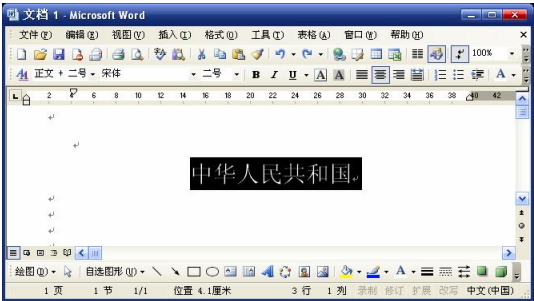 文档 1 - Microsoft Word
文件(F) 编辑(E) 视图(V) 插入(I) 格式(O) 工具(T) 表格(A) 窗口(W) 帮助(H)
100%
正文 + 二号 宋体 二号 B I U A A A
L 2 4 6 8 10 12 14 16 18 20 22 24 26 28 30 32 34 36 38 40 42
中华人民共和国
绘图(D) 自选图形(U) A
1 页 1 节 1/1 位置 4.1厘米 3 行 1 列 录制 修订 扩展 改写 中文(中国)